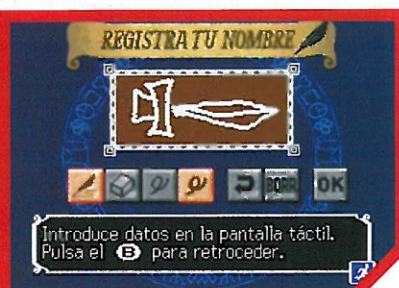 REGISTRA TU NOMBRE
BORR OK
Introduce datos en la pantalla táctil.
Pulsa el B para retroceder.